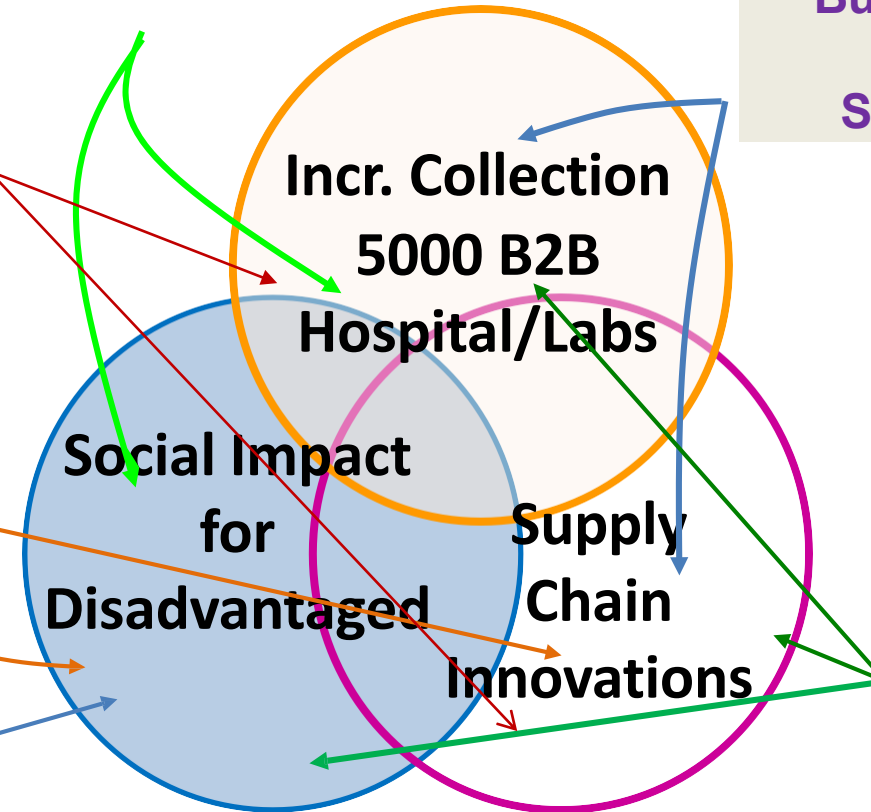 Incr. Collection
5000 B2B
Hospital/Labs
Social Impact
for
Disadvantaged
Supply
Chain
Innovations